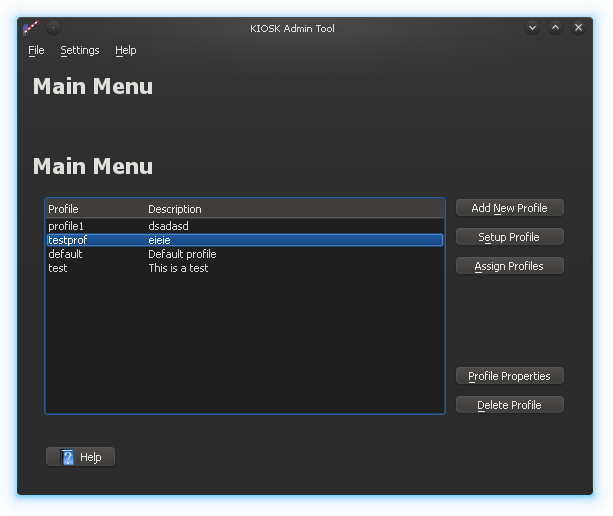 KIOSK Admin Tool
File Settings Help
Main Menu
Main Menu
Profile Description
profile1 dsadasd
testprof eieie
default Default profile
test This is a test
Add New Profile
Setup Profile
Assign Profiles
Profile Properties
Delete Profile
? Help